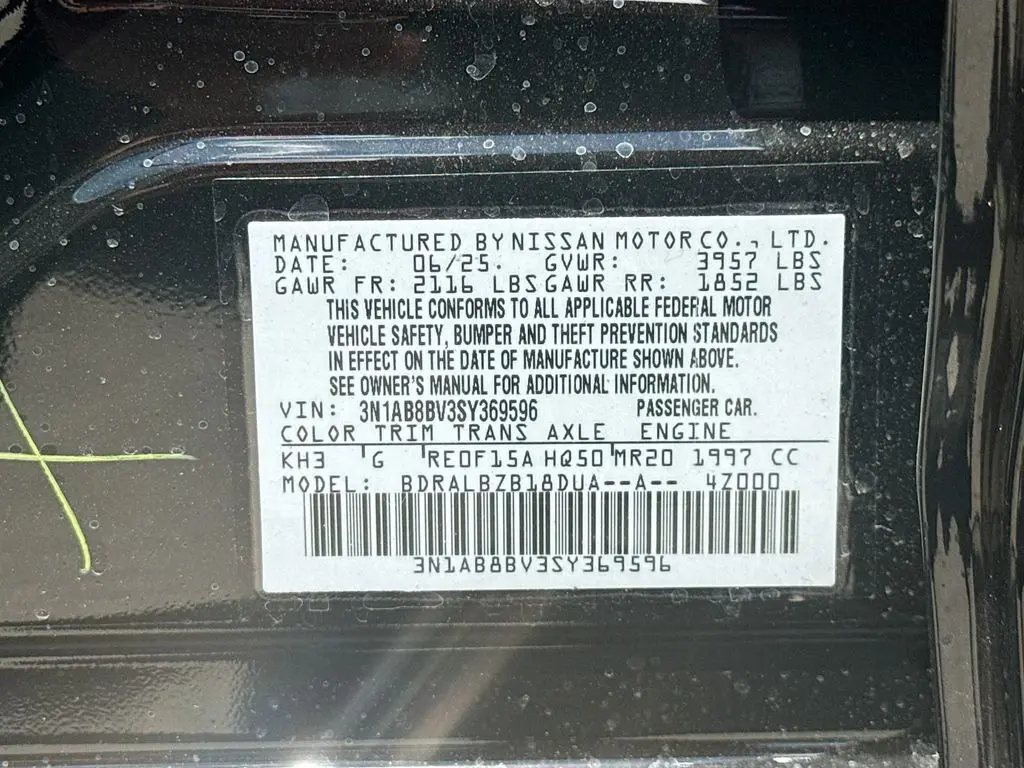 MANUFACTURED BY NISSAN MOTOR CO., LTD.
DATE: 06/25. GVWR: 3957 LBS
GAWR FR: 2116 LBS GAWR RR: 1852 LBS
THIS VEHICLE CONFORMS TO ALL APPLICABLE FEDERAL MOTOR
VEHICLE SAFETY, BUMPER AND THEFT PREVENTION STANDARDS
IN EFFECT ON THE DATE OF MANUFACTURE SHOWN ABOVE.
SEE OWNER'S MANUAL FOR ADDITIONAL INFORMATION.
VIN: 3N1AB8BV3SY369596 PASSENGER CAR.
COLOR TRIM TRANS AXLE ENGINE
KH3 G RE0F15A HQ50 MR20 1997 CC
MODEL: BDRALBZB18DUA--A-- 4Z000
3N1AB8BV3SY369596